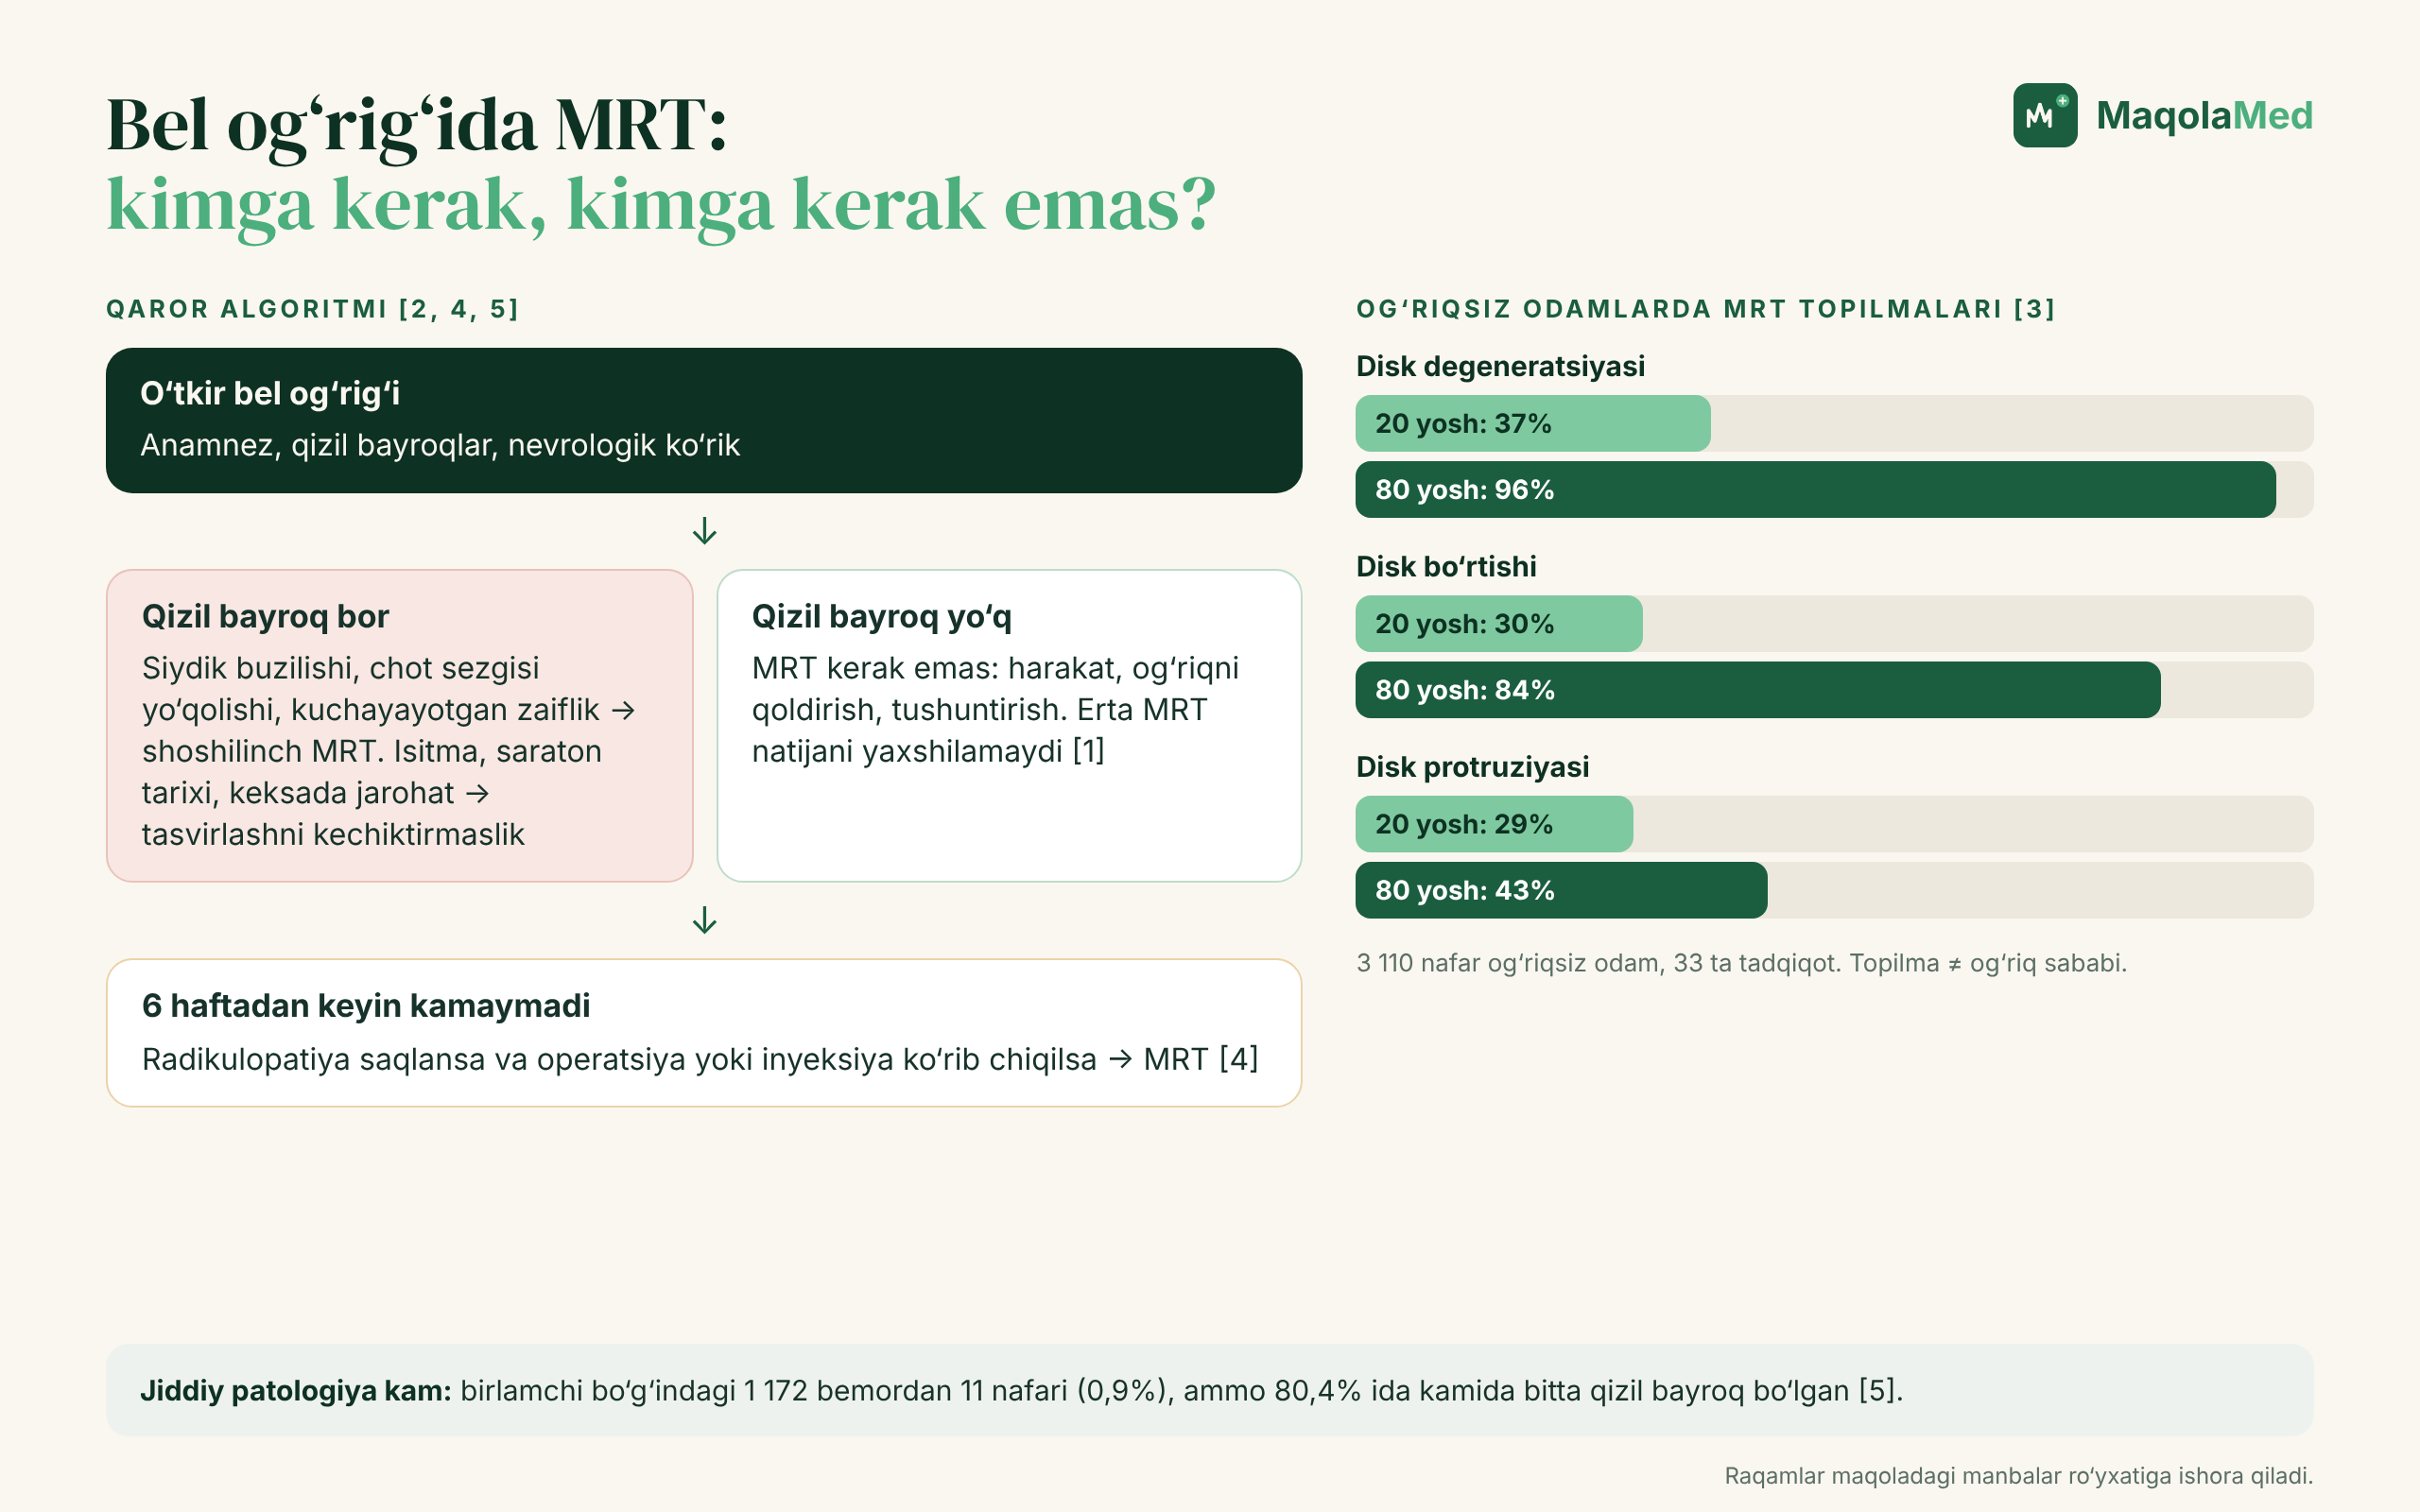 Bel og‘rig‘ida MRT:
kimga kerak, kimga kerak emas?
MaqolaMed
QAROR ALGORITMI [2, 4, 5]
O‘tkir bel og‘rig‘i
Anamnez, qizil bayroqlar, nevrologik ko‘rik
↓
Qizil bayroq bor
Siydik buzilishi, chot sezgisi
yo‘qolishi, kuchayayotgan zaiflik →
shoshilinch MRT. Isitma, saraton
tarixi, keksada jarohat →
tasvirlashni kechiktirmaslik
Qizil bayroq yo‘q
MRT kerak emas: harakat, og‘riqni
qoldirish, tushuntirish. Erta MRT
natijani yaxshilamaydi [1]
↓
6 haftadan keyin kamaymadi
Radikulopatiya saqlansa va operatsiya yoki inyeksiya ko‘rib chiqilsa → MRT [4]
OG‘RIQSIZ ODAMLARDA MRT TOPILMALARI [3]
Disk degeneratsiyasi
20 yosh: 37%
80 yosh: 96%
Disk bo‘rtishi
20 yosh: 30%
80 yosh: 84%
Disk protruziyasi
20 yosh: 29%
80 yosh: 43%
3 110 nafar og‘riqsiz odam, 33 ta tadqiqot. Topilma ≠ og‘riq sababi.
Jiddiy patologiya kam: birlamchi bo‘g‘indagi 1 172 bemordan 11 nafari (0,9%), ammo 80,4% ida kamida bitta qizil bayroq bo‘lgan [5].
Raqamlar maqoladagi manbalar ro‘yxatiga ishora qiladi.